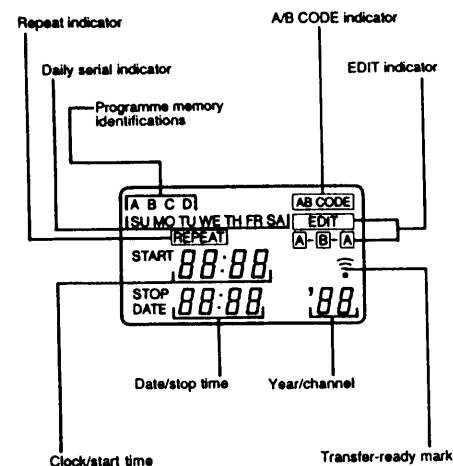 Repeat indicator
A/B CODE indicator
Daily serial indicator
EDIT indicator
Programme memory
identifications
A B C D
AB CODE
SU MO TU WE TH FR SA
EDIT
REPEAT
A-B-A
START 88:88
STOP
DATE 88:88 '88
Date/stop time
Year/channel
Clock/start time
Transfer-ready mark